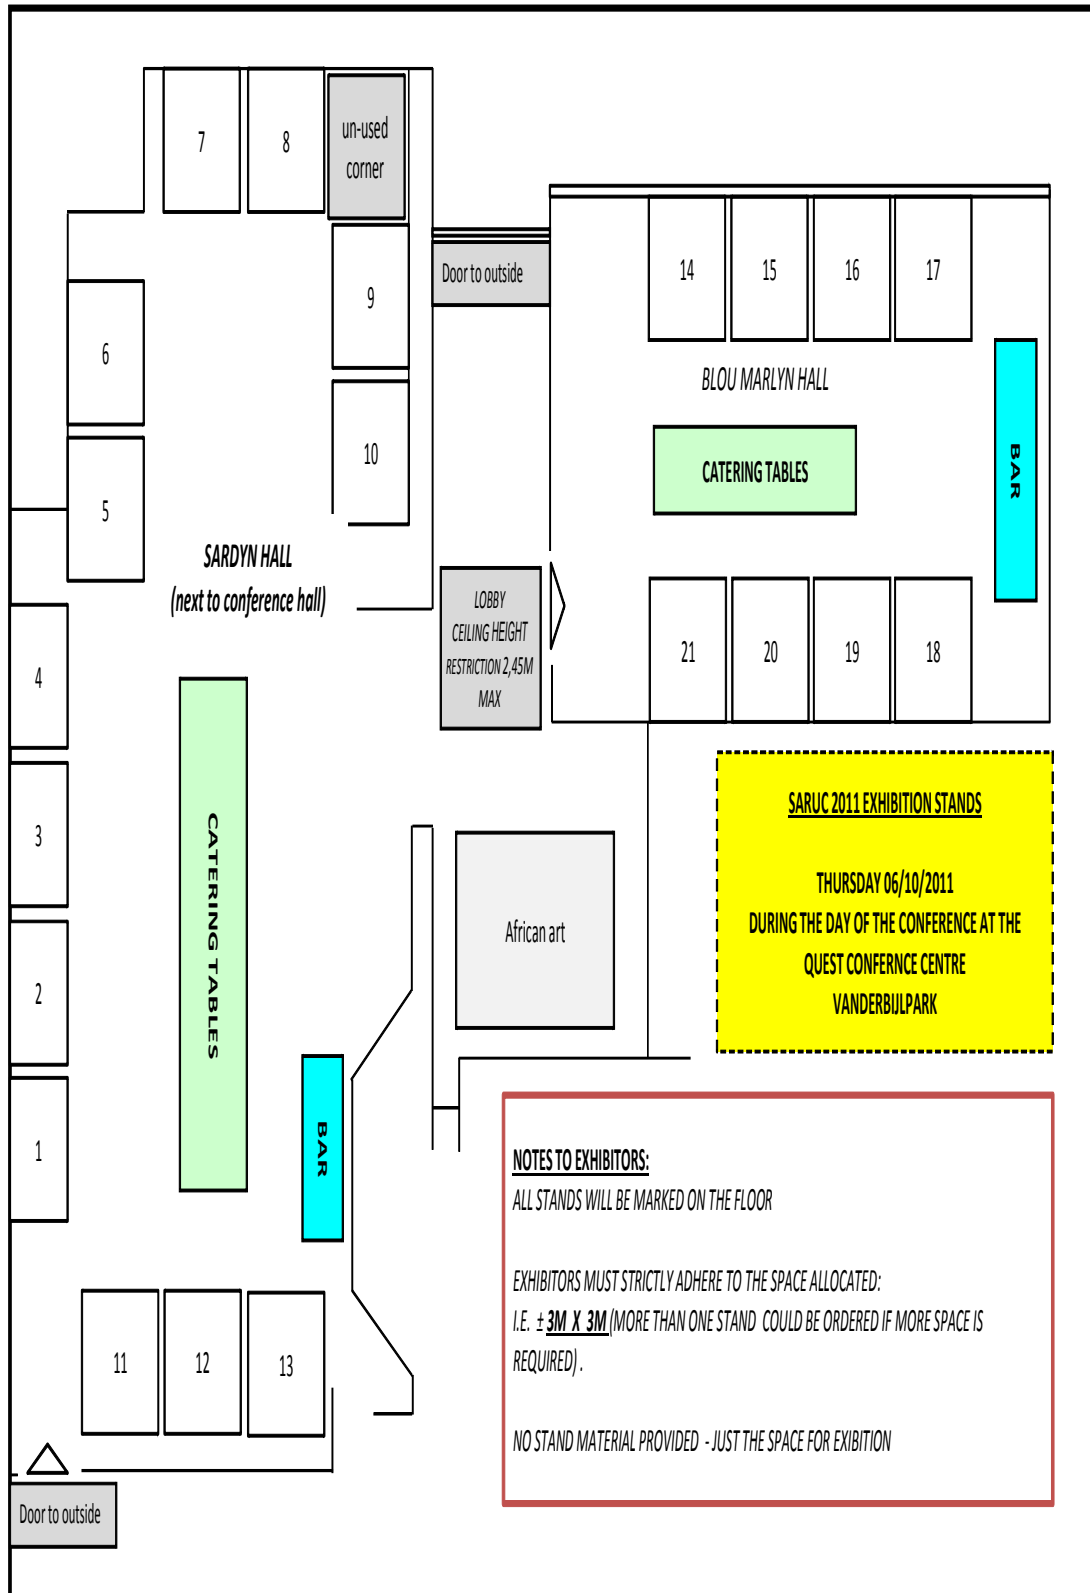 7
8
un-used
corner
Door to outside
14
15
16
17
9
6
BLOU MARLYN HALL
10
CATERING TABLES
BAR
5
SARDYN HALL
(next to conference hall)
LOBBY
CEILING HEIGHT
RESTRICTION 2,45M
MAX
21
20
19
18
4
3
CATERING TABLES
2
1
BAR
African art
SARUC 2011 EXHIBITION STANDS
THURSDAY 06/10/2011
DURING THE DAY OF THE CONFERENCE AT THE
QUEST CONFERNCE CENTRE
VANDERBIJLPARK
NOTES TO EXHIBITORS:
ALL STANDS WILL BE MARKED ON THE FLOOR
EXHIBITORS MUST STRICTLY ADHERE TO THE SPACE ALLOCATED:
I.E. ± 3M X 3M (MORE THAN ONE STAND COULD BE ORDERED IF MORE SPACE IS
REQUIRED) .
NO STAND MATERIAL PROVIDED - JUST THE SPACE FOR EXIBITION
11
12
13
Door to outside